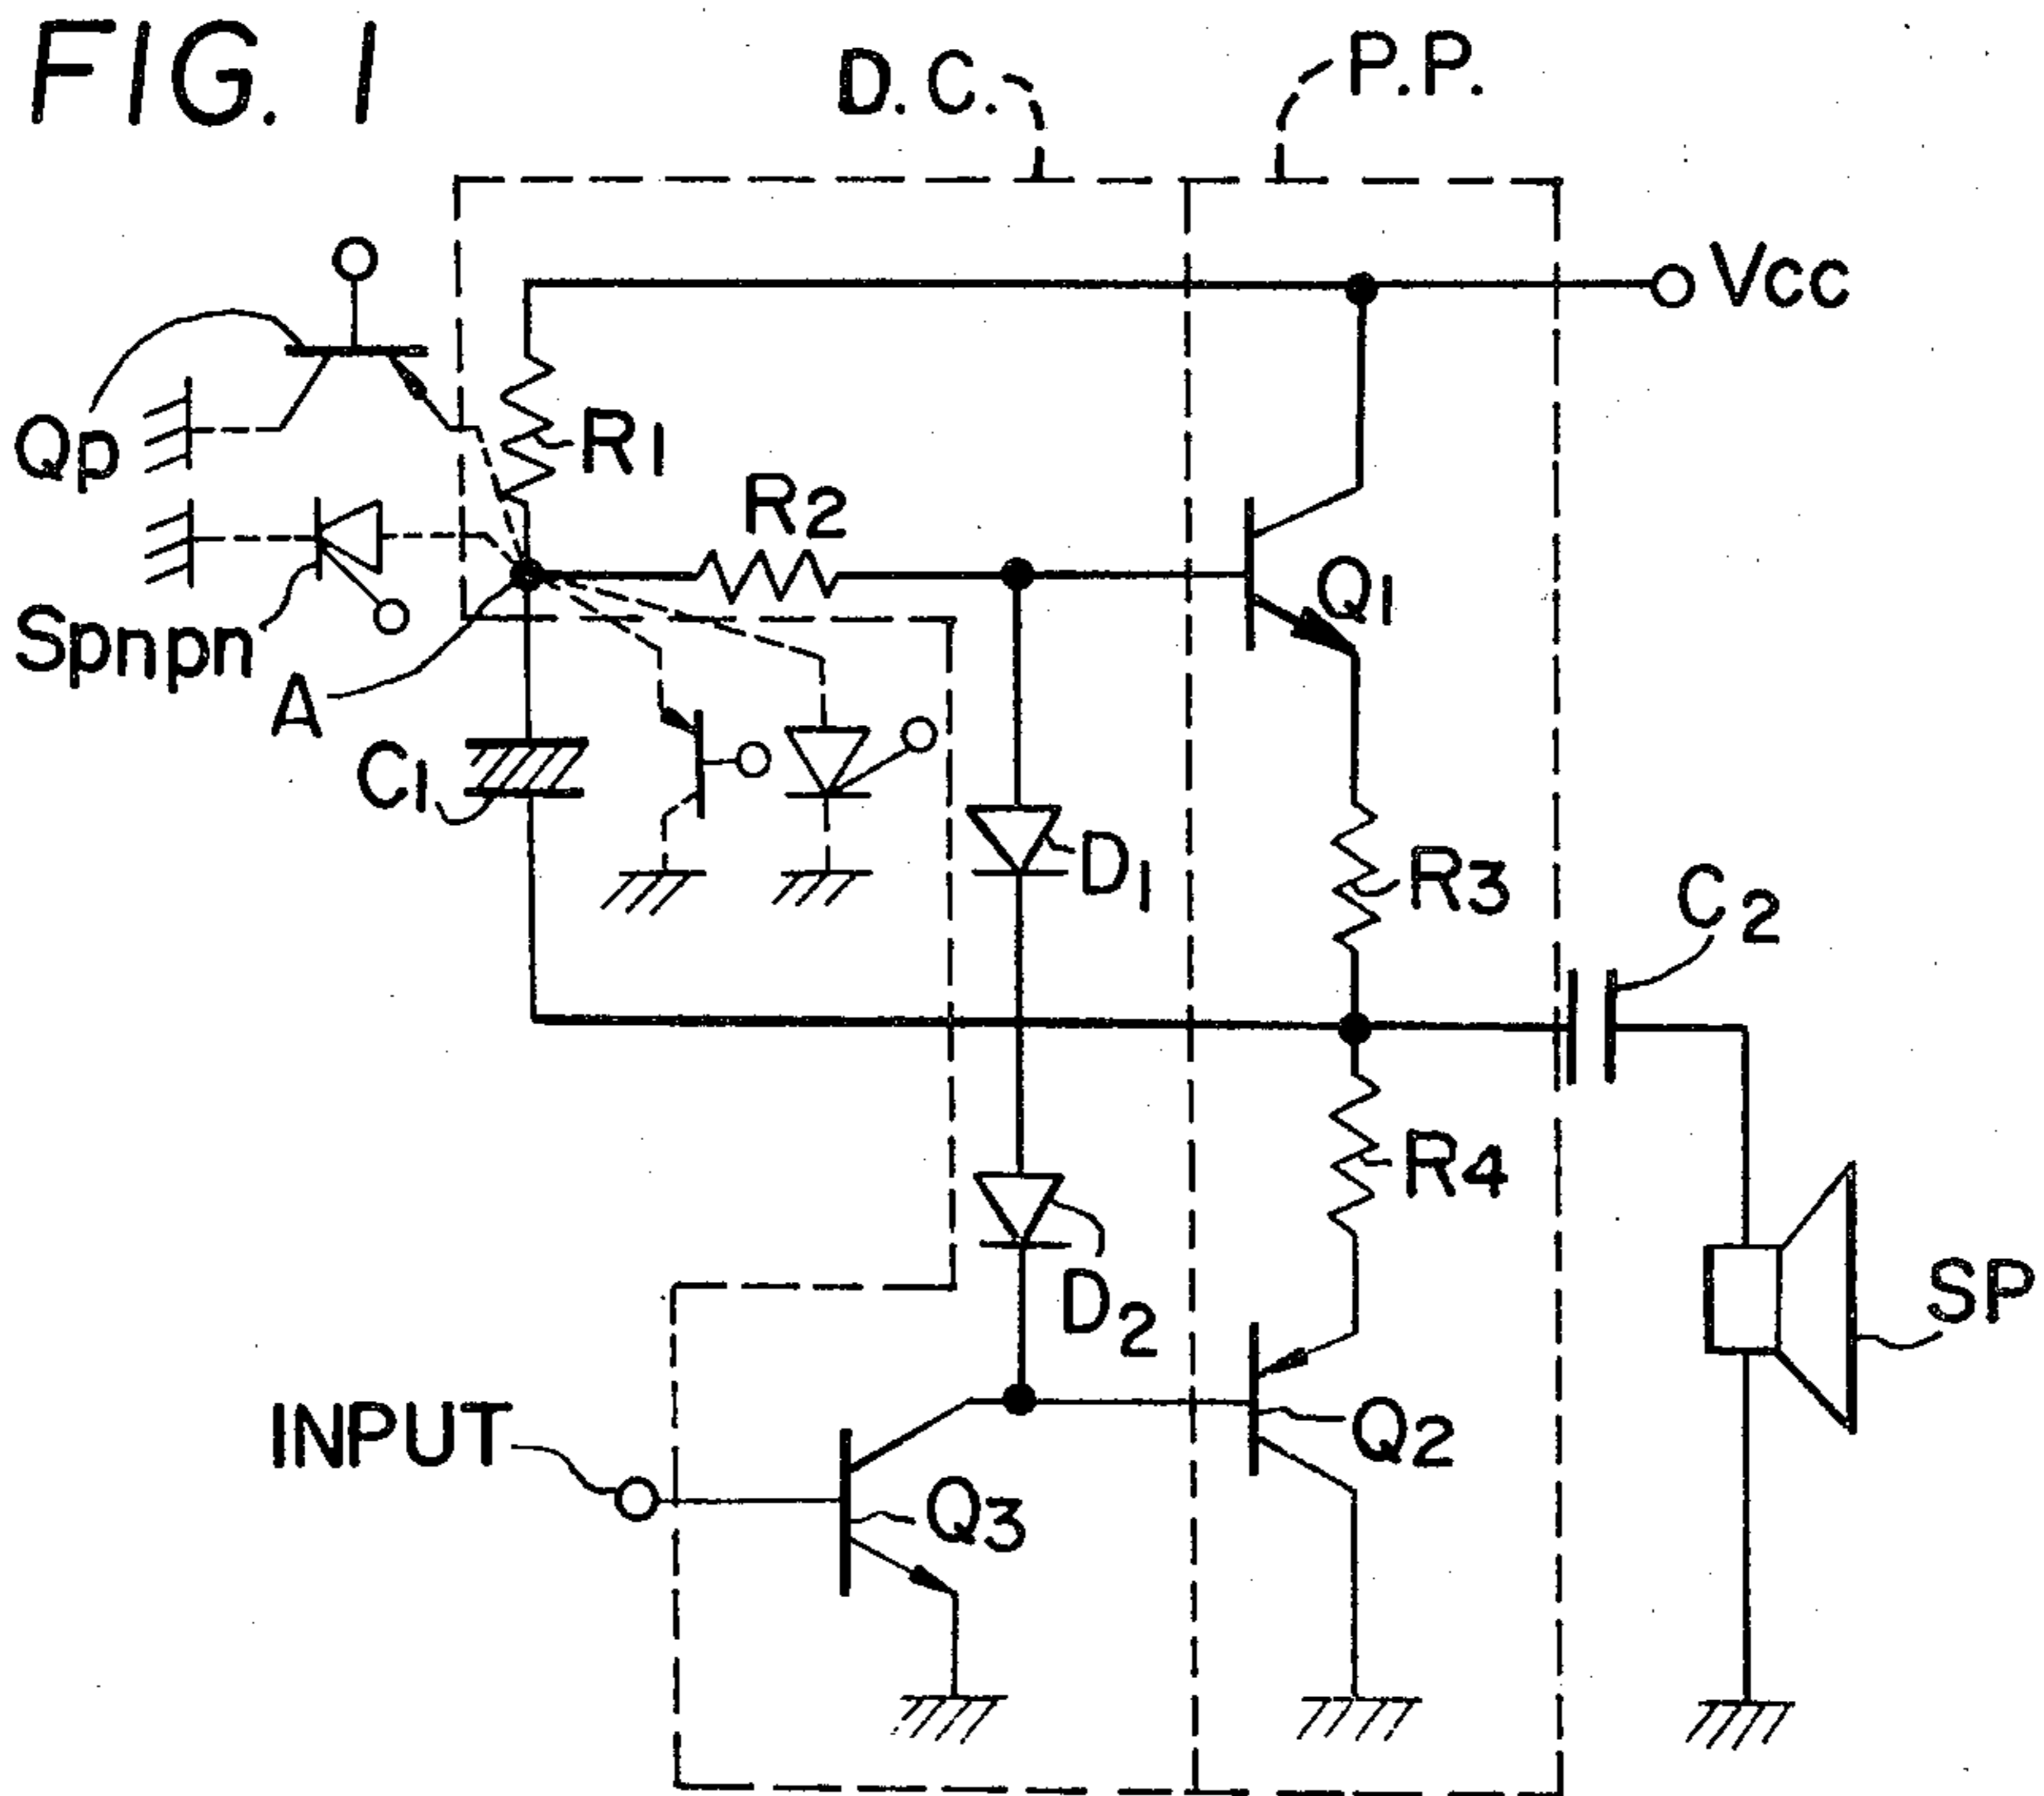 FIG. 1
D.C.
P.P.
Vcc
Qp
R1
R2
Q1
Spnpn
A
C1
D1
R3
C2
R4
D2
SP
INPUT
Q2
Q3